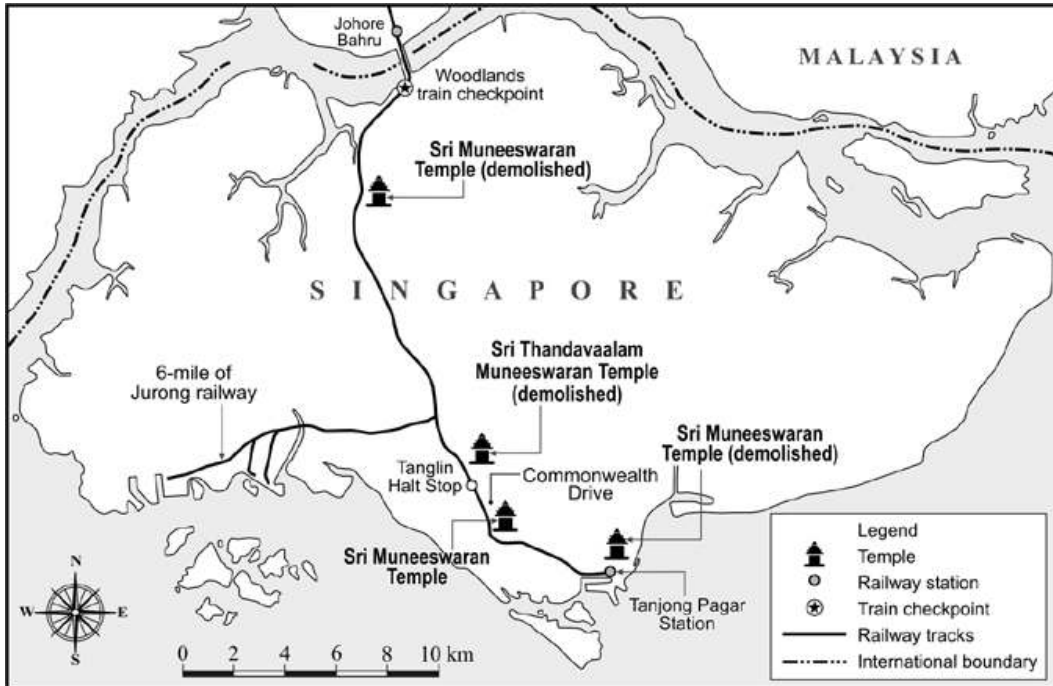 Johore
Bahru
MALAYSIA
Woodlands
train checkpoint
Sri Muneeswaran
Temple (demolished)
SINGAPORE
Sri Thandavaalam
Muneeswaran Temple
(demolished)
6-mile of
Jurong railway
Sri Muneeswaran
Temple (demolished)
Tanglin
Halt Stop
Commonwealth
Drive
Sri Muneeswaran
Temple
Tanjong Pagar
Station
Legend
Temple
Railway station
Train checkpoint
Railway tracks
International boundary
N
W
E
S
0 2 4 6 8 10 km